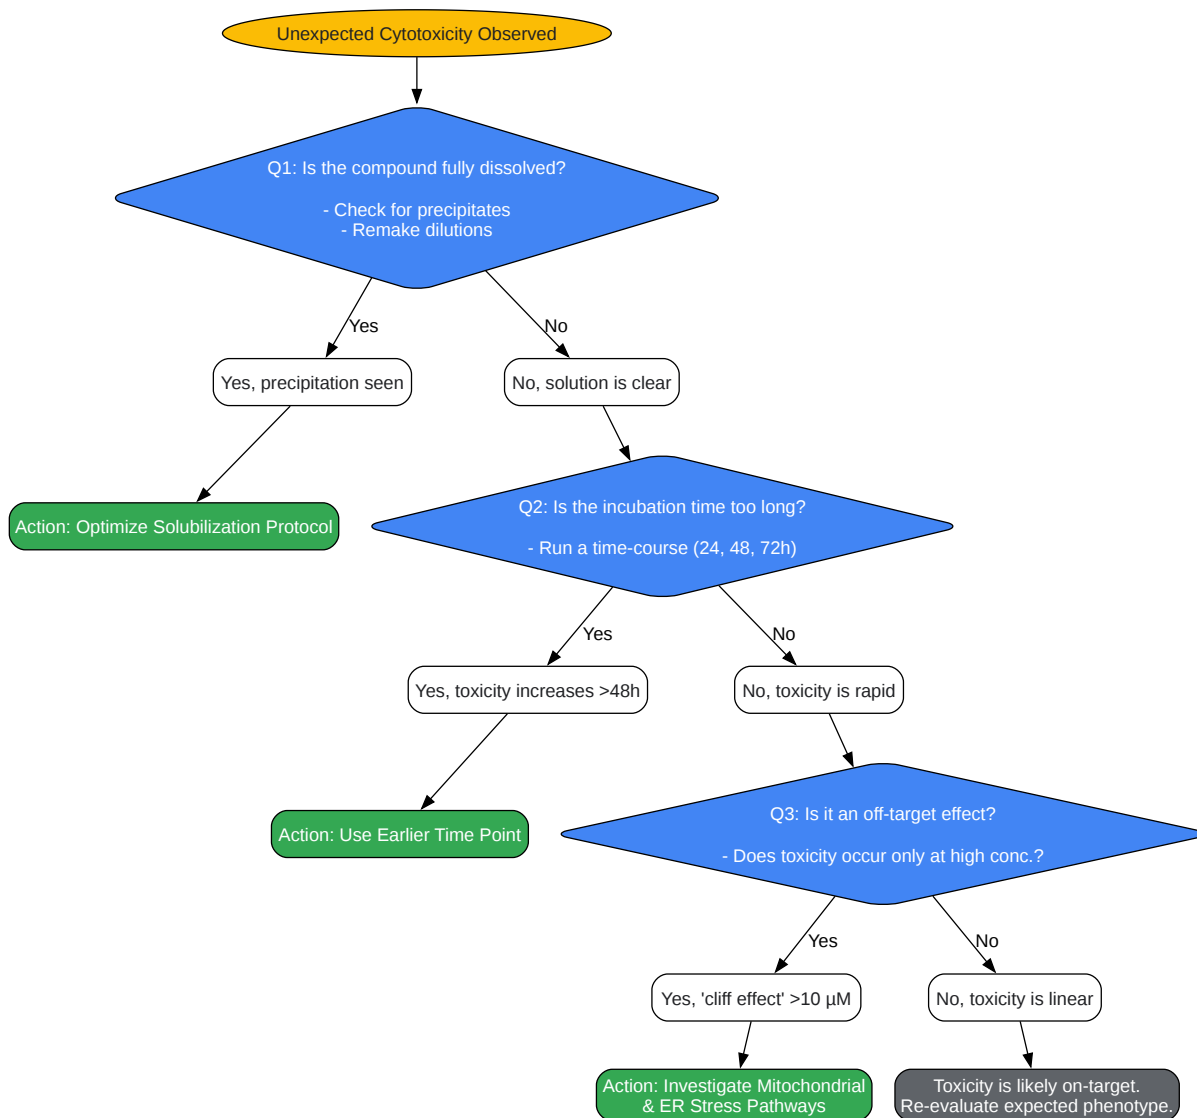 Unexpected Cytotoxicity Observed
Q1: Is the compound fully dissolved?
- Check for precipitates
- Remake dilutions
Yes
No
Yes, precipitation seen
No, solution is clear
Action: Optimize Solubilization Protocol
Q2: Is the incubation time too long?
- Run a time-course (24, 48, 72h)
Yes
No
Yes, toxicity increases >48h
No, toxicity is rapid
Action: Use Earlier Time Point
Q3: Is it an off-target effect?
- Does toxicity occur only at high conc.?
Yes
No
Yes, 'cliff effect' >10 µM
No, toxicity is linear
Action: Investigate Mitochondrial
& ER Stress Pathways
Toxicity is likely on-target.
Re-evaluate expected phenotype.